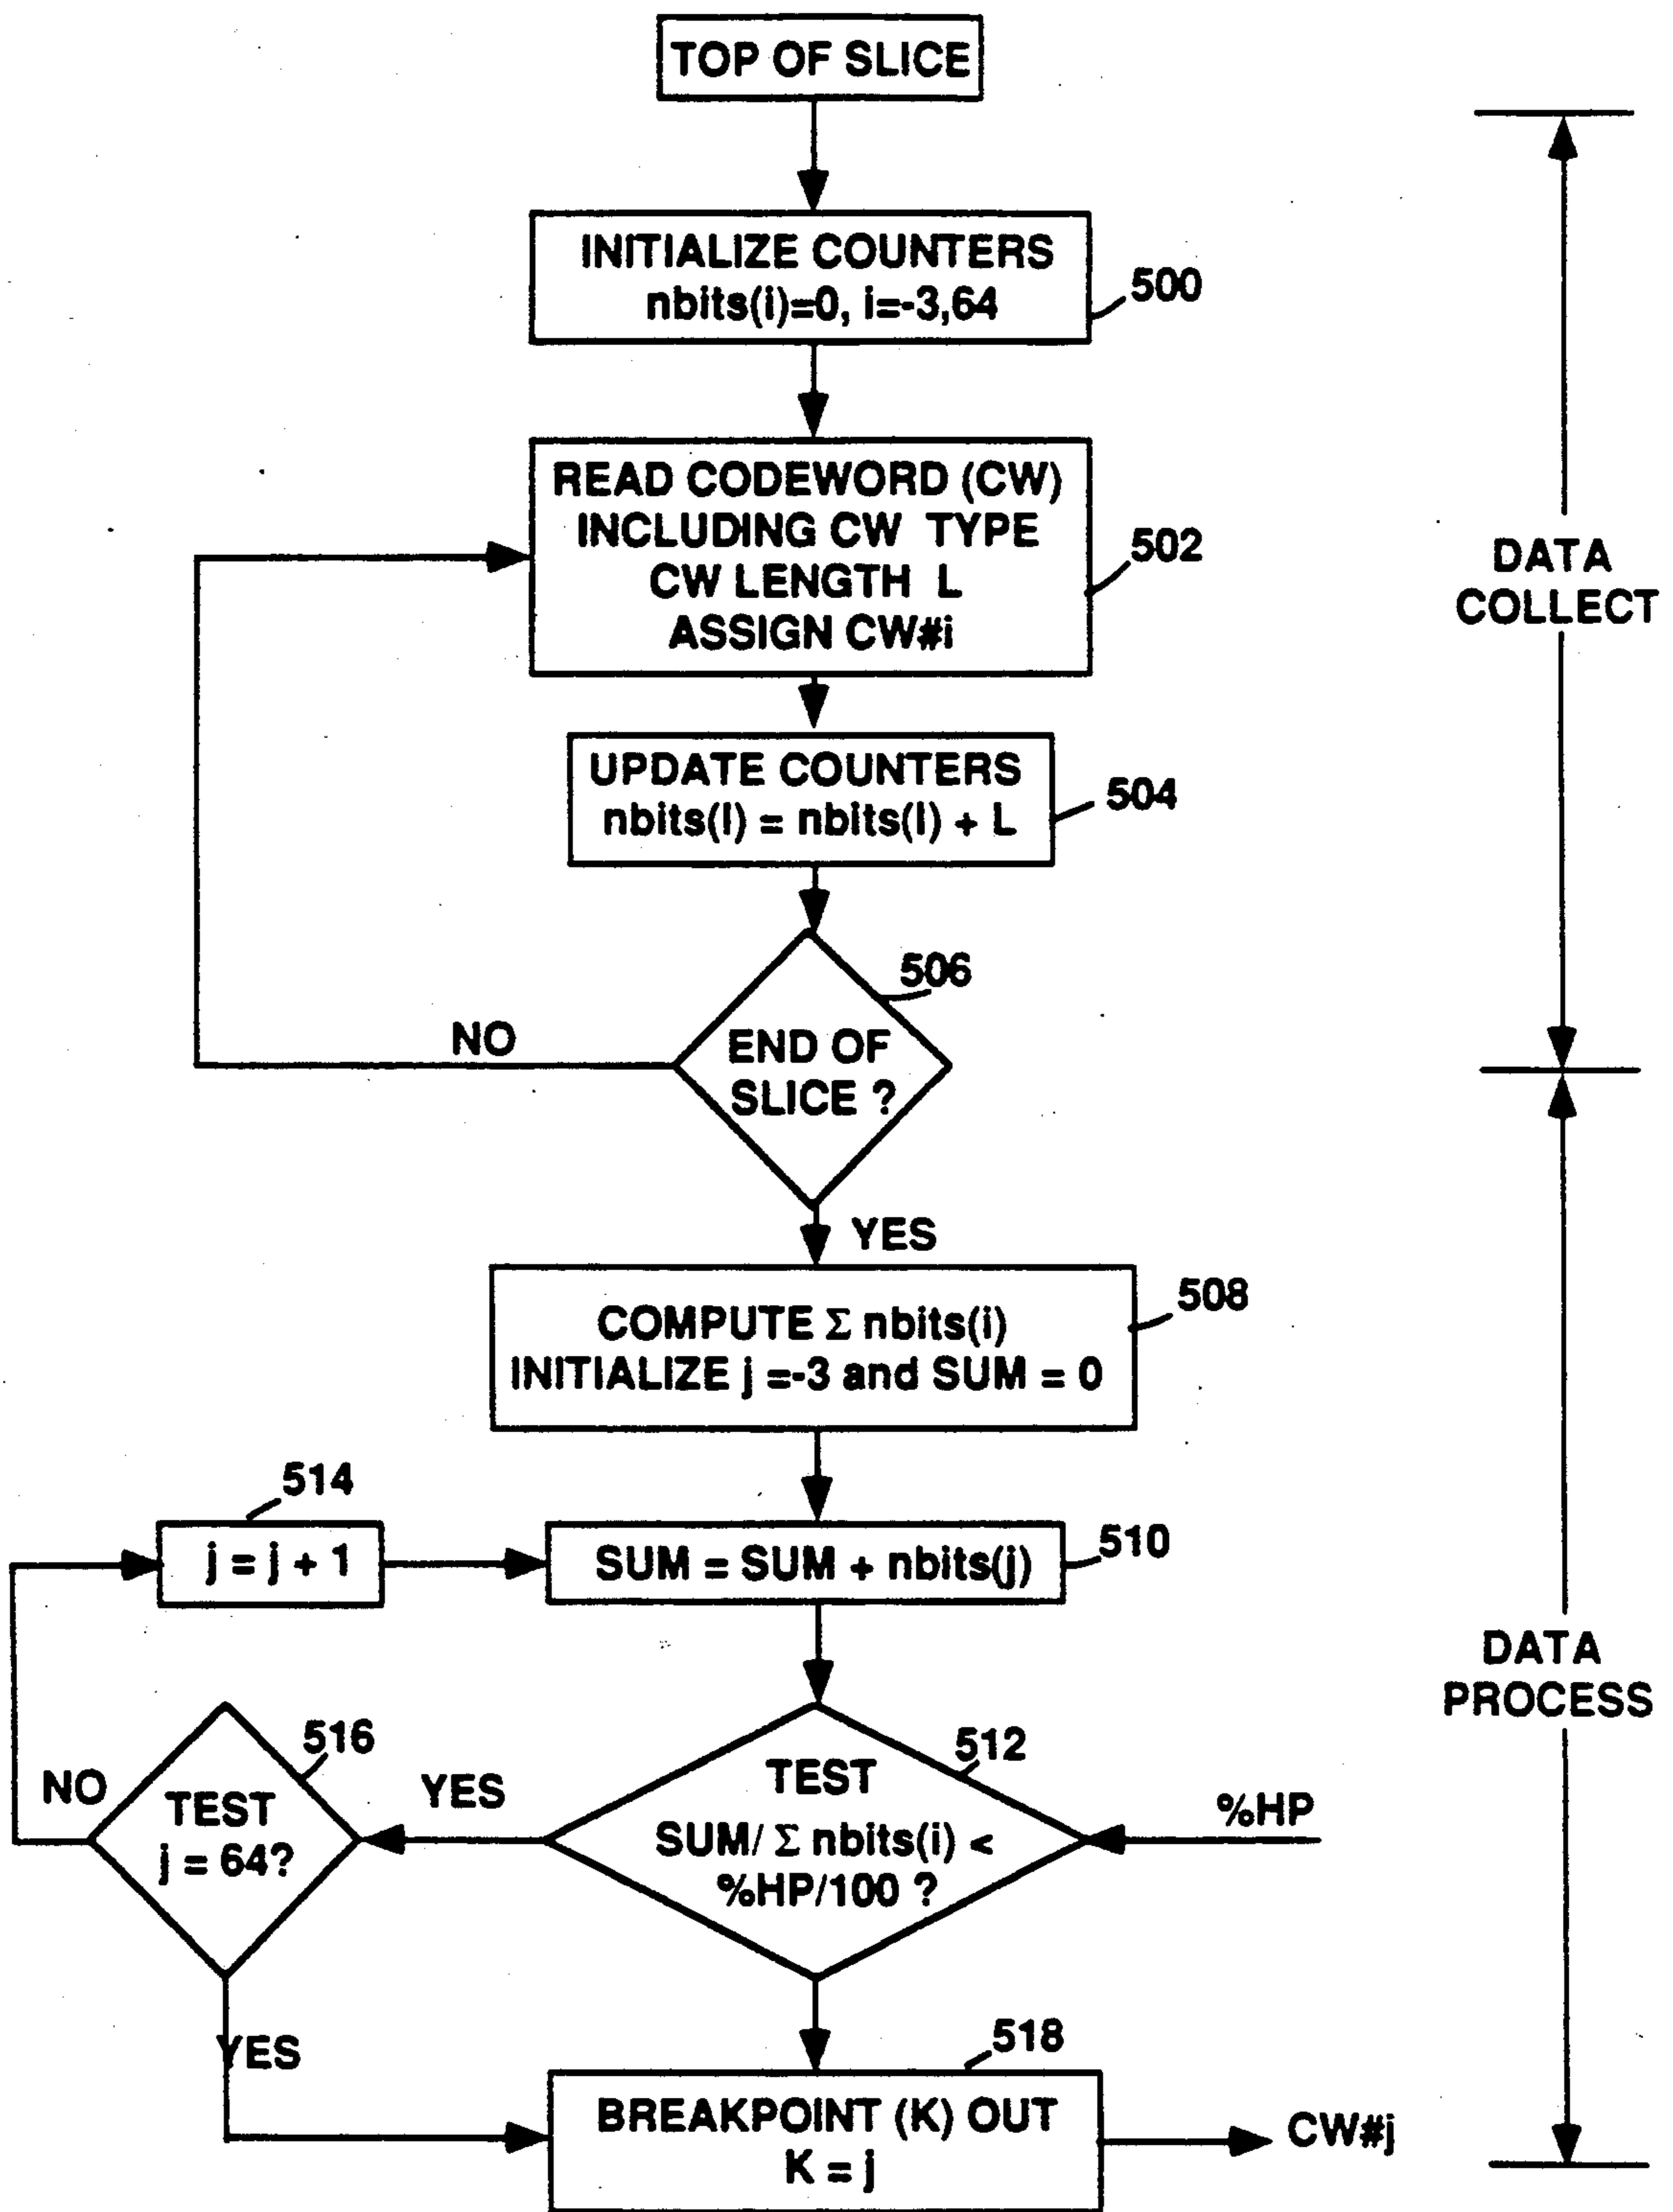 TOP OF SLICE
INITIALIZE COUNTERS
nbits(i)=0, i=-3,64
500
READ CODEWORD (CW)
INCLUDING CW TYPE
CW LENGTH L
ASSIGN CW#i
502
DATA
COLLECT
UPDATE COUNTERS
nbits(I) = nbits(I) + L
504
506
END OF
SLICE ?
NO
YES
COMPUTE Σ nbits(i)
INITIALIZE j =-3 and SUM = 0
508
514
j = j + 1
SUM = SUM + nbits(j)
510
DATA
PROCESS
516
TEST
j = 64?
NO
YES
512
TEST
SUM/ Σ nbits(i) <
%HP/100 ?
%HP
YES
518
BREAKPOINT (K) OUT
K = j
CW#j